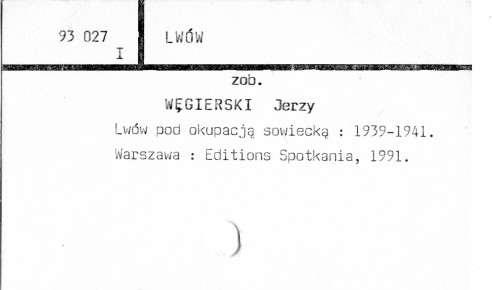 93 027
I
LWÓW
zob.
WĘGIERSKI Jerzy
Lwów pod okupacją sowiecką : 1939-1941.
Warszawa : Editions Spotkania, 1991.